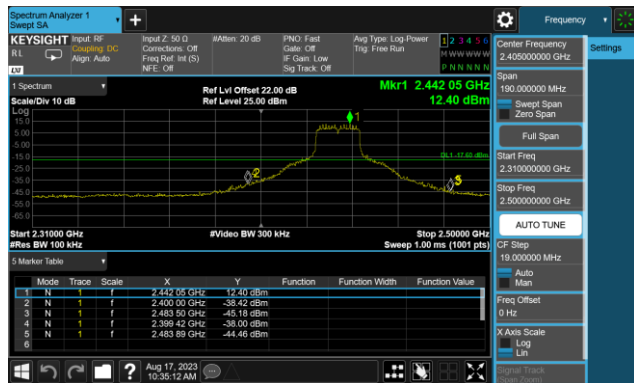 Spectrum Analyzer 1
Swept SA
+
Frequency
KEYSIGHT Input: RF Input Z: 50 Ω #Atten: 20 dB PNO: Fast Avg Type: Log-Power 1 2 3 4 5 6
RL Coupling: DC Corrections: Off Gate: Off Trig: Free Run M W W W W W
Align: Auto Freq Ref: Int (S) IF Gain: Low
NFE: Off Sig Track: Off P N N N N N
LXI
1 Spectrum
Scale/Div 10 dB
Ref Lvl Offset 22.00 dB
Ref Level 25.00 dBm
Mkr1 2.442 05 GHz
12.40 dBm
Log
15.0
5.00
-5.00
-15.0
-25.0
-35.0
-45.0
-55.0
-65.0
1
2
DL1 -17.60 dBm
Start 2.31000 GHz #Video BW 300 kHz Stop 2.50000 GHz
#Res BW 100 kHz Sweep 1.00 ms (1001 pts)
5 Marker Table
Mode Trace Scale X Y Function Function Width Function Value
1 N 1 f 2.442 05 GHz 12.40 dBm
2 N 1 f 2.400 00 GHz -38.42 dBm
3 N 1 f 2.483 50 GHz -45.18 dBm
4 N 1 f 2.399 42 GHz -38.00 dBm
5 N 1 f 2.483 89 GHz -44.46 dBm
6
?
Aug 17, 2023
10:35:12 AM
Center Frequency
2.405000000 GHz
Settings
Span
190.000000 MHz
Swept Span
Zero Span
Full Span
Start Freq
2.310000000 GHz
Stop Freq
2.500000000 GHz
AUTO TUNE
CF Step
19.000000 MHz
Auto
Man
Freq Offset
0 Hz
X Axis Scale
Log
Lin
Signal Track
(Span Zoom)